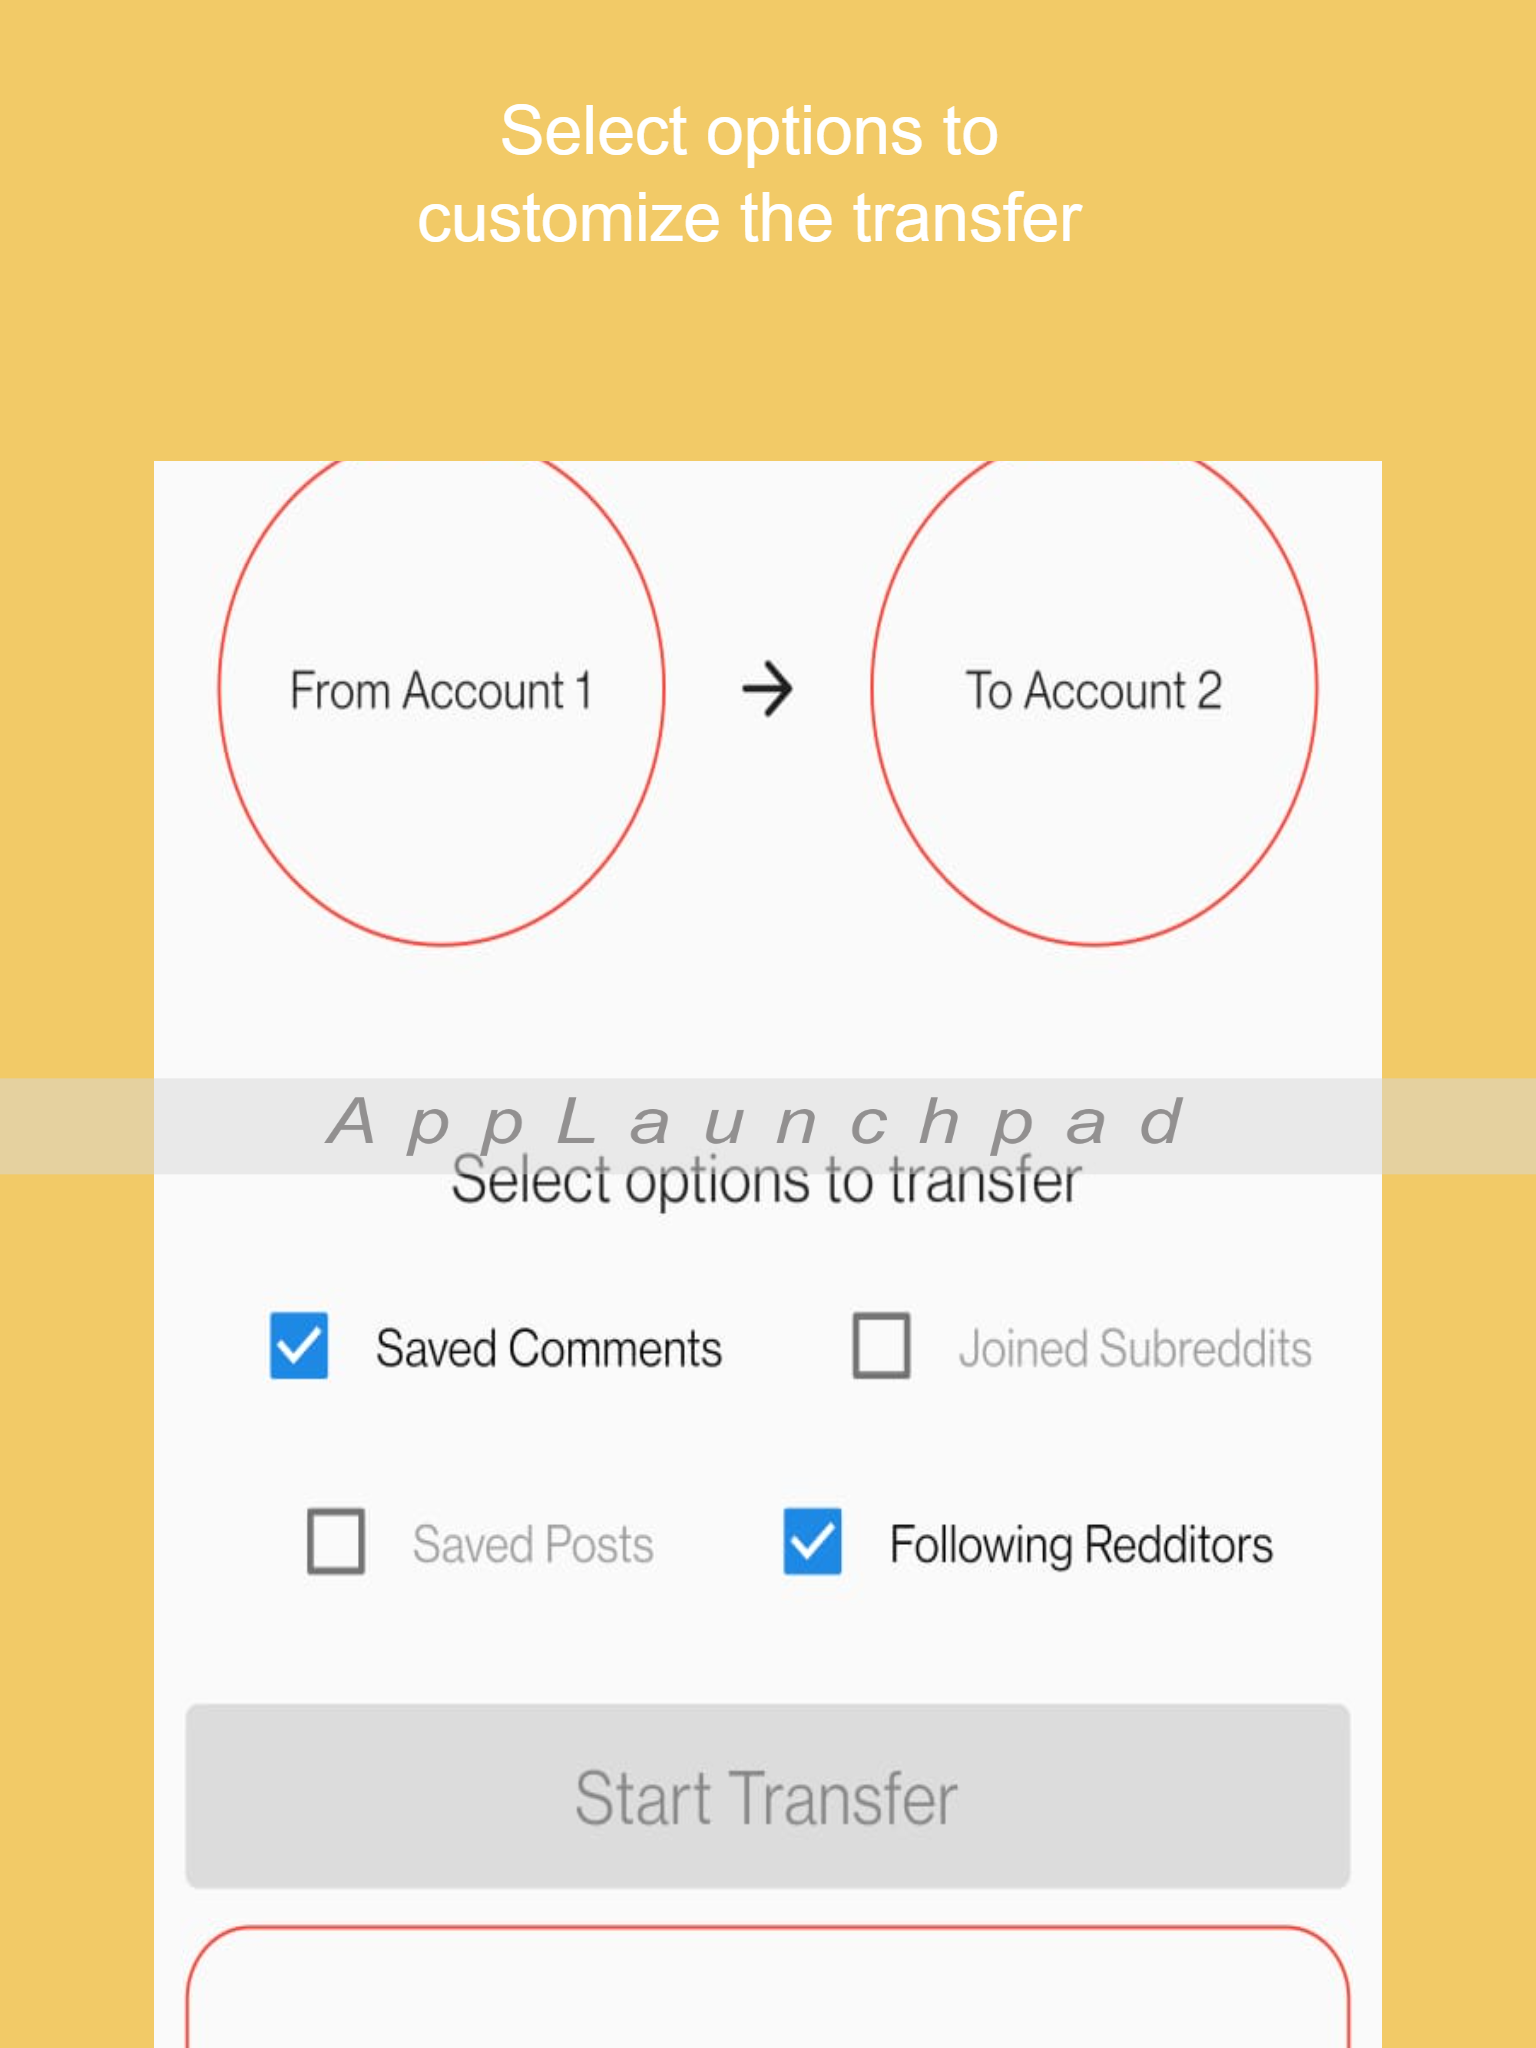 Select options to
customize the transfer
From Account 1 → To Account 2
AppLaunchpad
Select options to transfer
Saved Comments Joined Subreddits
Saved Posts Following Redditors
Start Transfer